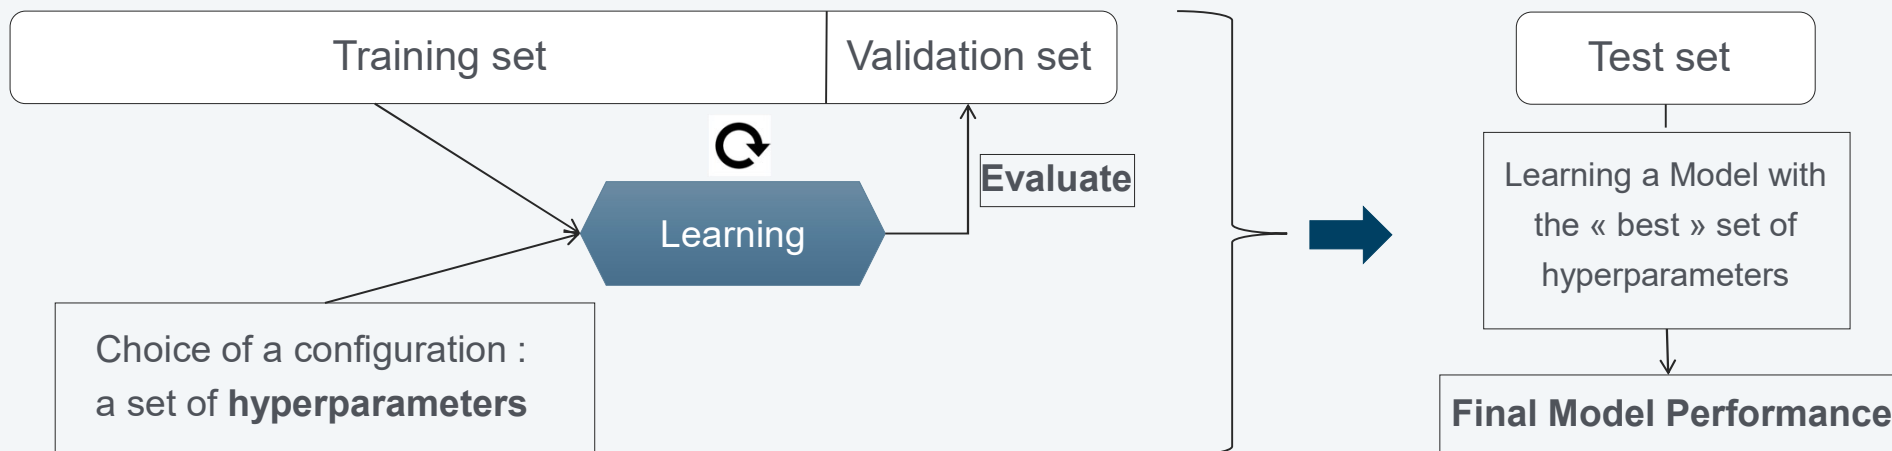 Training set
Validation set
Test set
Evaluate
Learning
Choice of a configuration :
a set of hyperparameters
Learning a Model with
the « best » set of
hyperparameters
Final Model Performance